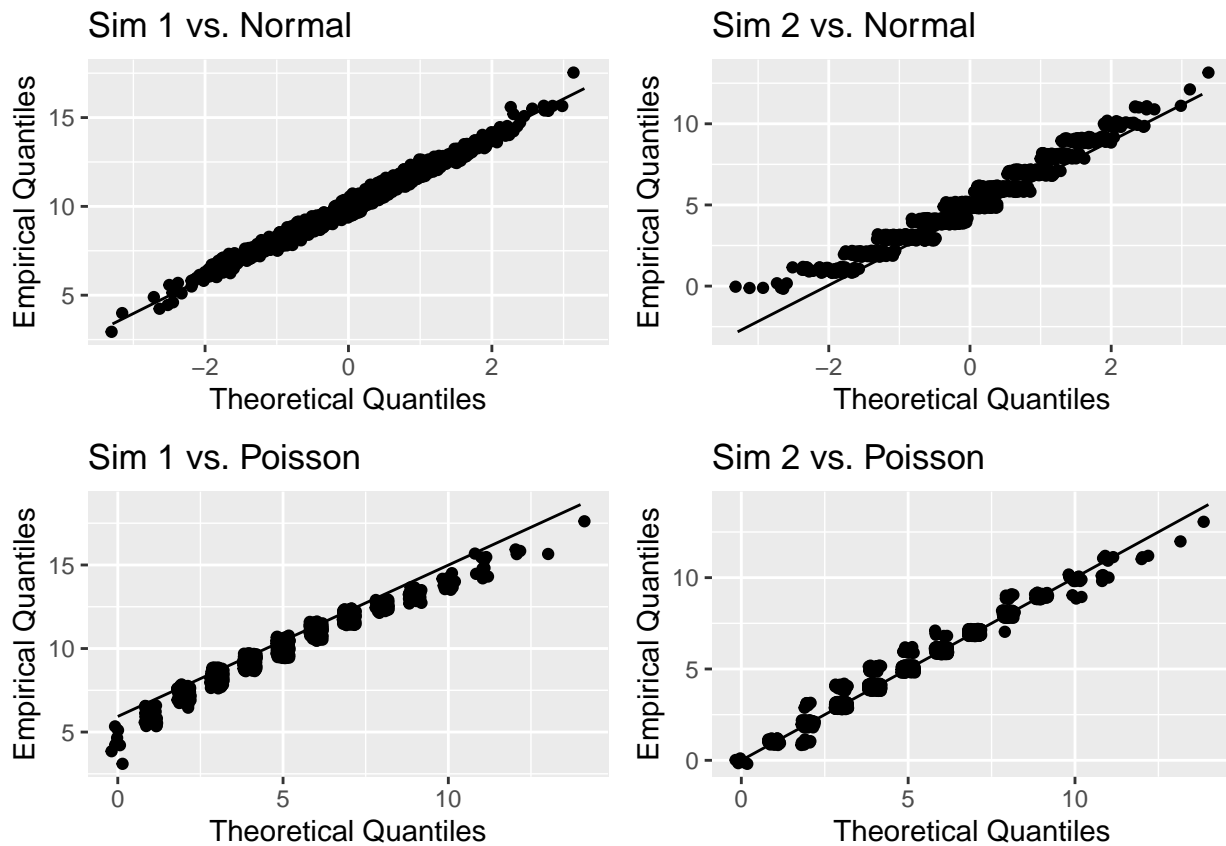 Sim 1 vs. Normal
Empirical Quantiles
15
10
5
−2
0
2
Theoretical Quantiles
Sim 2 vs. Normal
Empirical Quantiles
10
5
0
−2
0
2
Theoretical Quantiles
Sim 1 vs. Poisson
Empirical Quantiles
15
10
5
0
5
10
Theoretical Quantiles
Sim 2 vs. Poisson
Empirical Quantiles
10
5
0
0
5
10
Theoretical Quantiles